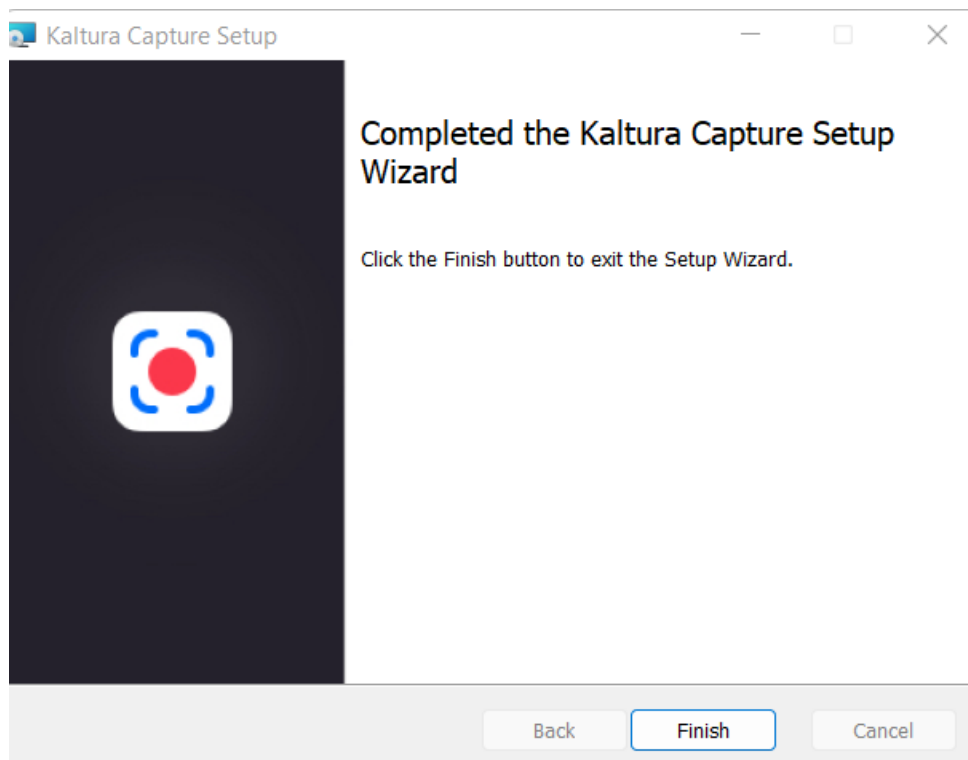 Kaltura Capture Setup
Completed the Kaltura Capture Setup
Wizard
Click the Finish button to exit the Setup Wizard.
Back
Finish
Cancel